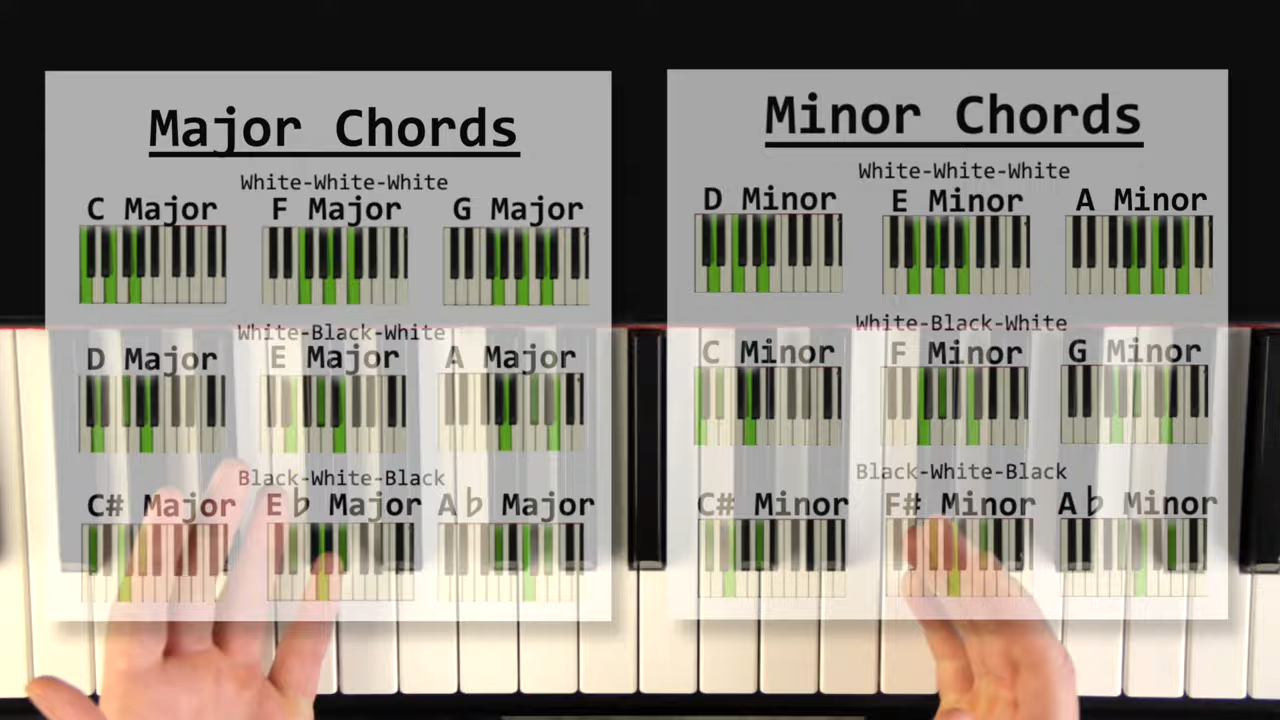 Major Chords
White-White-White
C Major F Major G Major
White-Black-White
D Major E Major A Major
Black-White-Black
C# Major E♭ Major A♭ Major
Minor Chords
White-White-White
D Minor E Minor A Minor
White-Black-White
C Minor F Minor G Minor
Black-White-Black
C# Minor F# Minor A♭ Minor